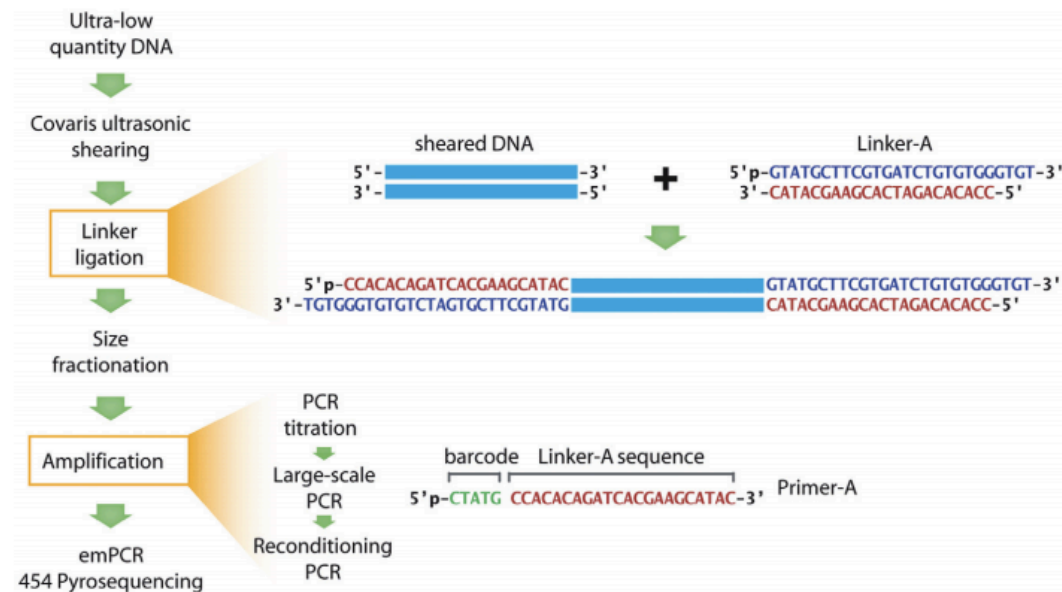 Ultra-low
quantity DNA
Covaris ultrasonic
shearing
Linker
ligation
Size
fractionation
Amplification
emPCR
454 Pyrosequencing
sheared DNA
5'- -3'
3'- -5'
+
Linker-A
5'p-GTATGCTTCGTGATCTGTGTGGGTGT-3'
3'-CATACGAAGCACTAGACACACC-5'
5'p-CCACACAGATCACGAAGCATAC GTATGCTTCGTGATCTGTGTGGGTGT-3'
3'-TGTGGGTGTGTCTAGTGCTTCGTATG CATACGAAGCACTAGACACACC-5'
PCR
titration
Large-scale
PCR
Reconditioning
PCR
barcode Linker-A sequence
5'p-CTATG CCACACAGATCACGAAGCATAC-3' Primer-A